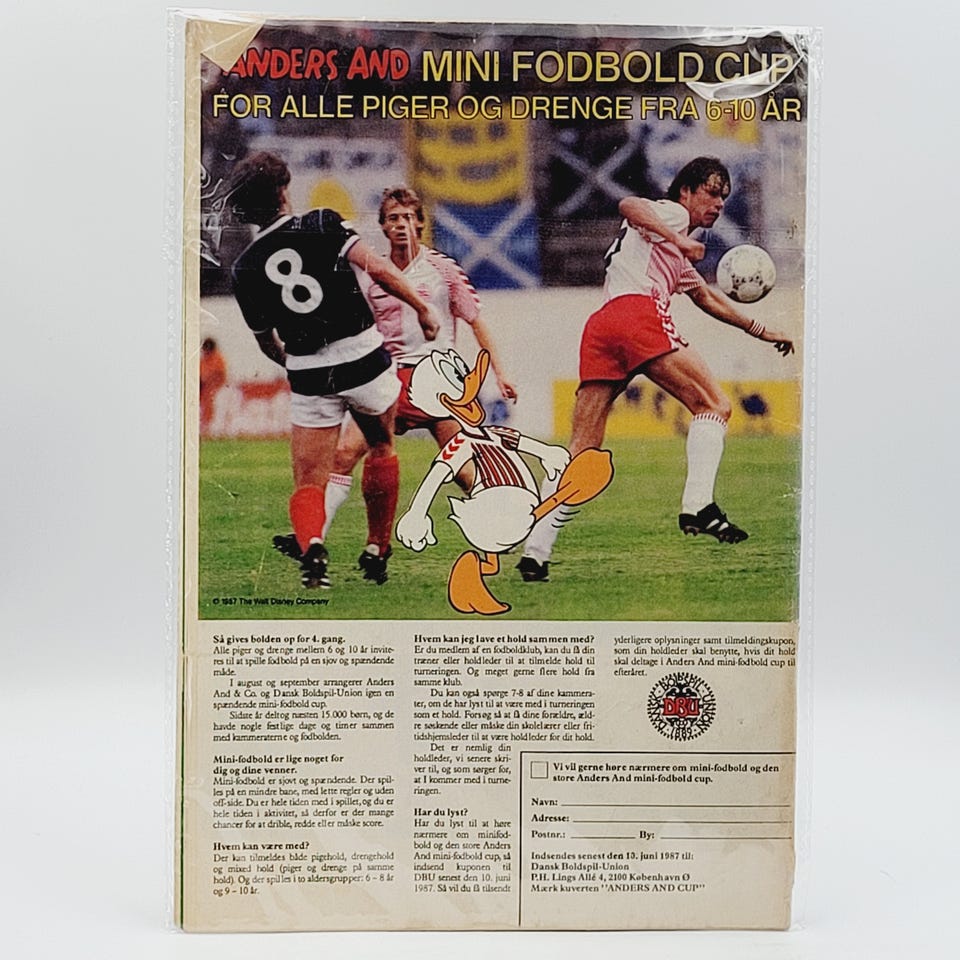 ANDERS AND MINI FODBOLD CUP
FOR ALLE PIGER OG DRENGE FRA 6-10 ÅR
8
© 1987 The Walt Disney Company
Så gives bolden op for 4. gang.
Alle piger og drenge mellem 6 og 10 år invite-
res til at spille fodbold på en sjov og spændende
måde.
I august og september arrangerer Anders
And & Co. og Dansk Boldspil-Union igen en
spændende mini-fodbold cup.
Sidste år deltog næsten 15.000 børn, og de
havde nogle festlige dage og timer sammen
med kammeraterne og fodbolden.
Mini-fodbold er lige noget for
dig og dine venner.
Mini-fodbold er sjovt og spændende. Der spil-
les på en mindre bane, med lette regler og uden
off-side. Du er hele tiden med i spillet, og du er
hele tiden i aktivitet, så derfor er der mange
chancer for at drible, redde eller måske score.
Hvem kan være med?
Der kan tilmeldes både pigehold, drengehold
og mixed hold (piger og drenge på samme
hold). Og der spilles i to aldersgrupper: 6 – 8 år
og 9 – 10 år.
Hvem kan jeg lave et hold sammen med?
Er du medlem af en fodboldklub, kan du få din
træner eller holdleder til at tilmelde hold til
turneringen. Og meget gerne flere hold fra
samme klub.
Du kan også spørge 7-8 af dine kammera-
ter, om de har lyst til at være med i turneringen
som et hold. Forsøg så at få dine forældre, æld-
re søskende eller måske din skolelærer eller fri-
tidshjemsleder til at være holdleder for dit hold.
Det er nemlig din
holdleder, vi senere skri-
ver til, og som sørger for,
at I kommer med i turne-
ringen.
Har du lyst?
Har du lyst til at høre
nærmere om minifod-
bold og den store Anders
And mini-fodbold cup, så
indsend kuponen til
DBU senest den 10. juni
1987. Så vil du få tilsendt
yderligere oplysninger samt tilmeldingskupon,
som din holdleder skal benytte, hvis dit hold
skal deltage i Anders And mini-fodbold cup til
efteråret.
DBU
1889
Vi vil gerne høre nærmere om mini-fodbold og den
store Anders And mini-fodbold cup.
Navn:
Adresse:
Postnr.: By:
Indsendes senest den 13. juni 1987 til:
Dansk Boldspil-Union
P.H. Lings Allé 4, 2100 København Ø
Mærk kuverten "ANDERS AND CUP"